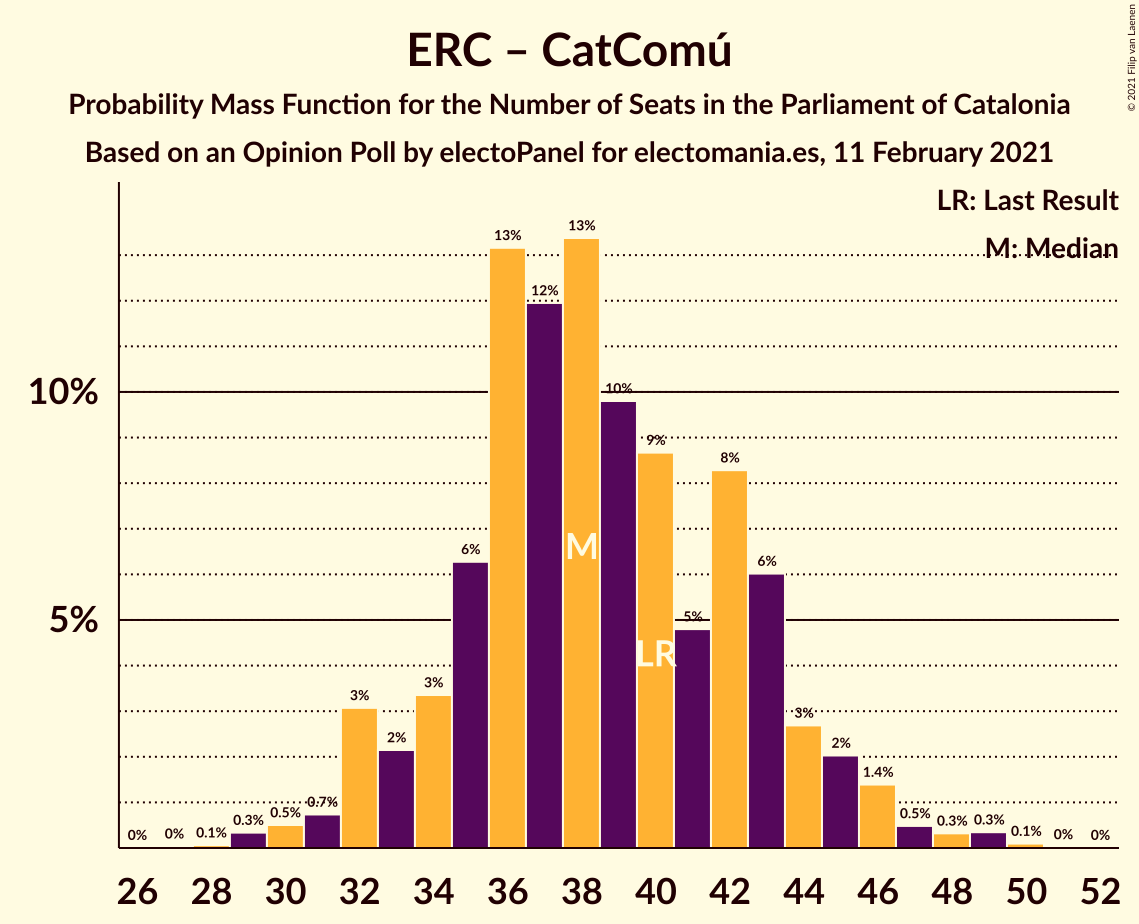 © 2021 Filip van Laenen
ERC – CatComú
Probability Mass Function for the Number of Seats in the Parliament of Catalonia
Based on an Opinion Poll by electoPanel for electomania.es, 11 February 2021
LR: Last Result
M: Median
10%
5%
0% 0% 0.1% 0.3% 0.5% 0.7% 3% 2% 3% 6% 13% 12% 13% 10% 9% 5% 8% 6% 3% 2% 1.4% 0.5% 0.3% 0.3% 0.1% 0% 0%
M
LR
26 28 30 32 34 36 38 40 42 44 46 48 50 52